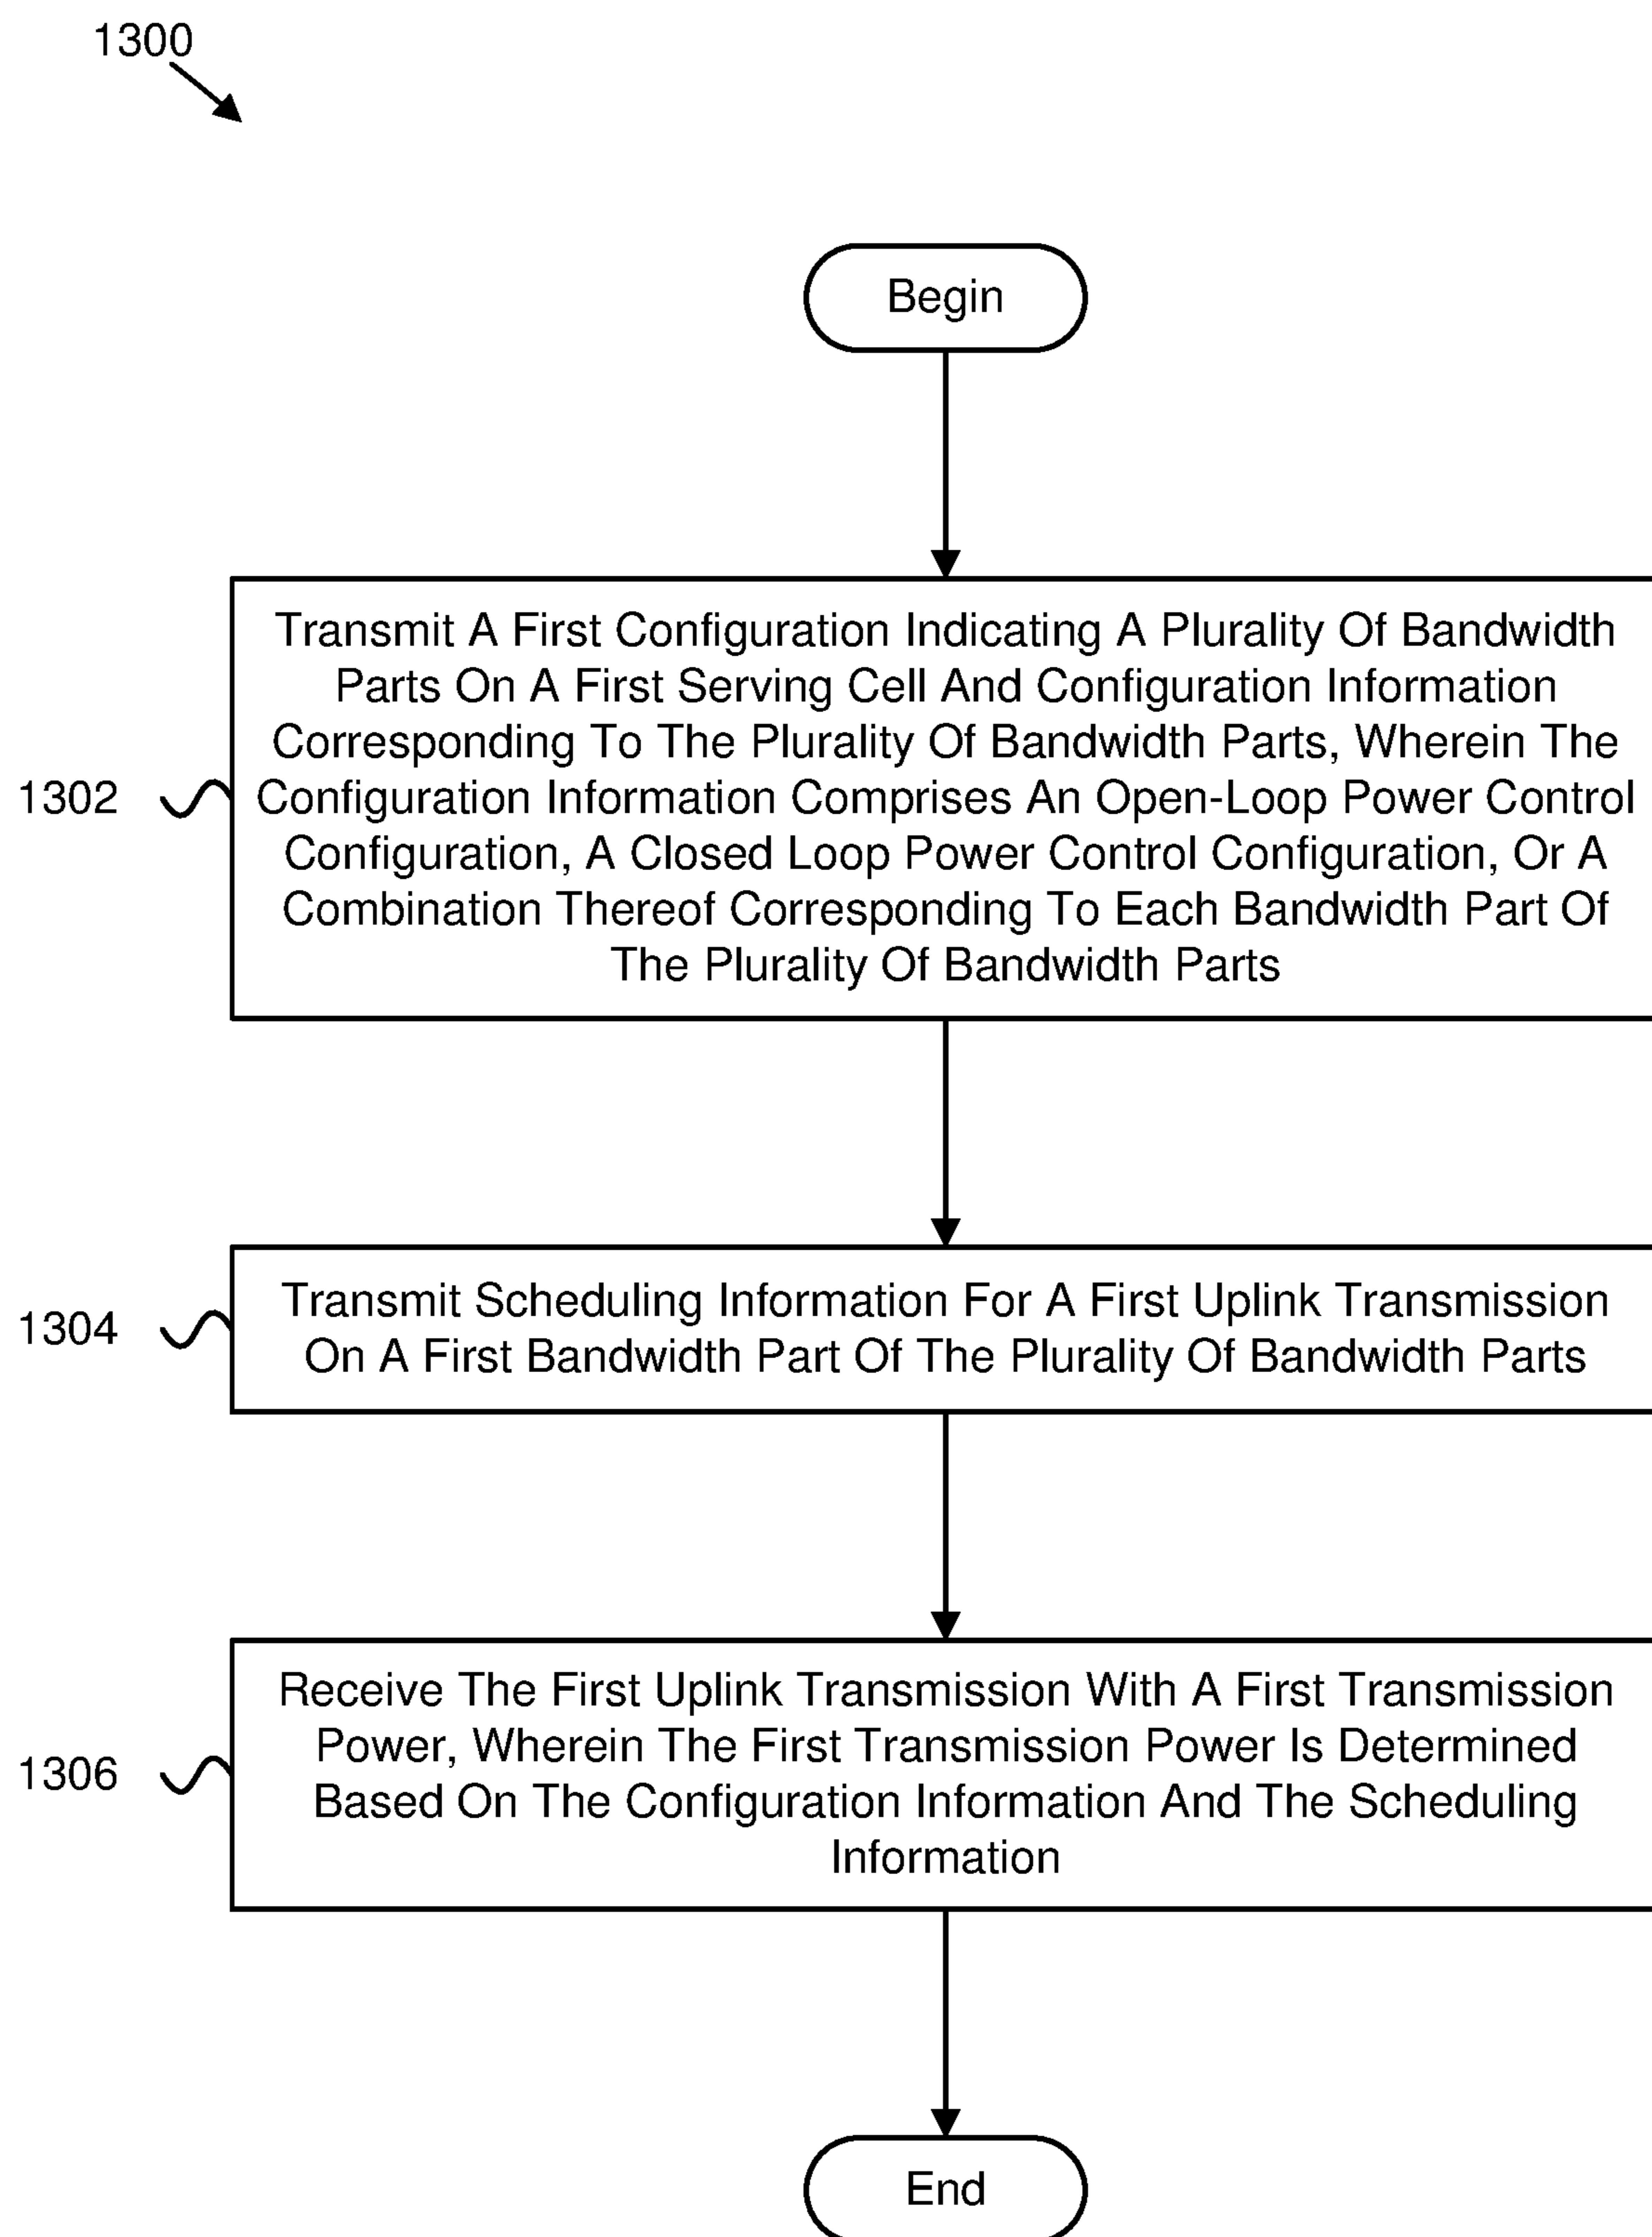 1300
Begin
1302
Transmit A First Configuration Indicating A Plurality Of Bandwidth
Parts On A First Serving Cell And Configuration Information
Corresponding To The Plurality Of Bandwidth Parts, Wherein The
Configuration Information Comprises An Open-Loop Power Control
Configuration, A Closed Loop Power Control Configuration, Or A
Combination Thereof Corresponding To Each Bandwidth Part Of
The Plurality Of Bandwidth Parts
1304
Transmit Scheduling Information For A First Uplink Transmission
On A First Bandwidth Part Of The Plurality Of Bandwidth Parts
1306
Receive The First Uplink Transmission With A First Transmission
Power, Wherein The First Transmission Power Is Determined
Based On The Configuration Information And The Scheduling
Information
End